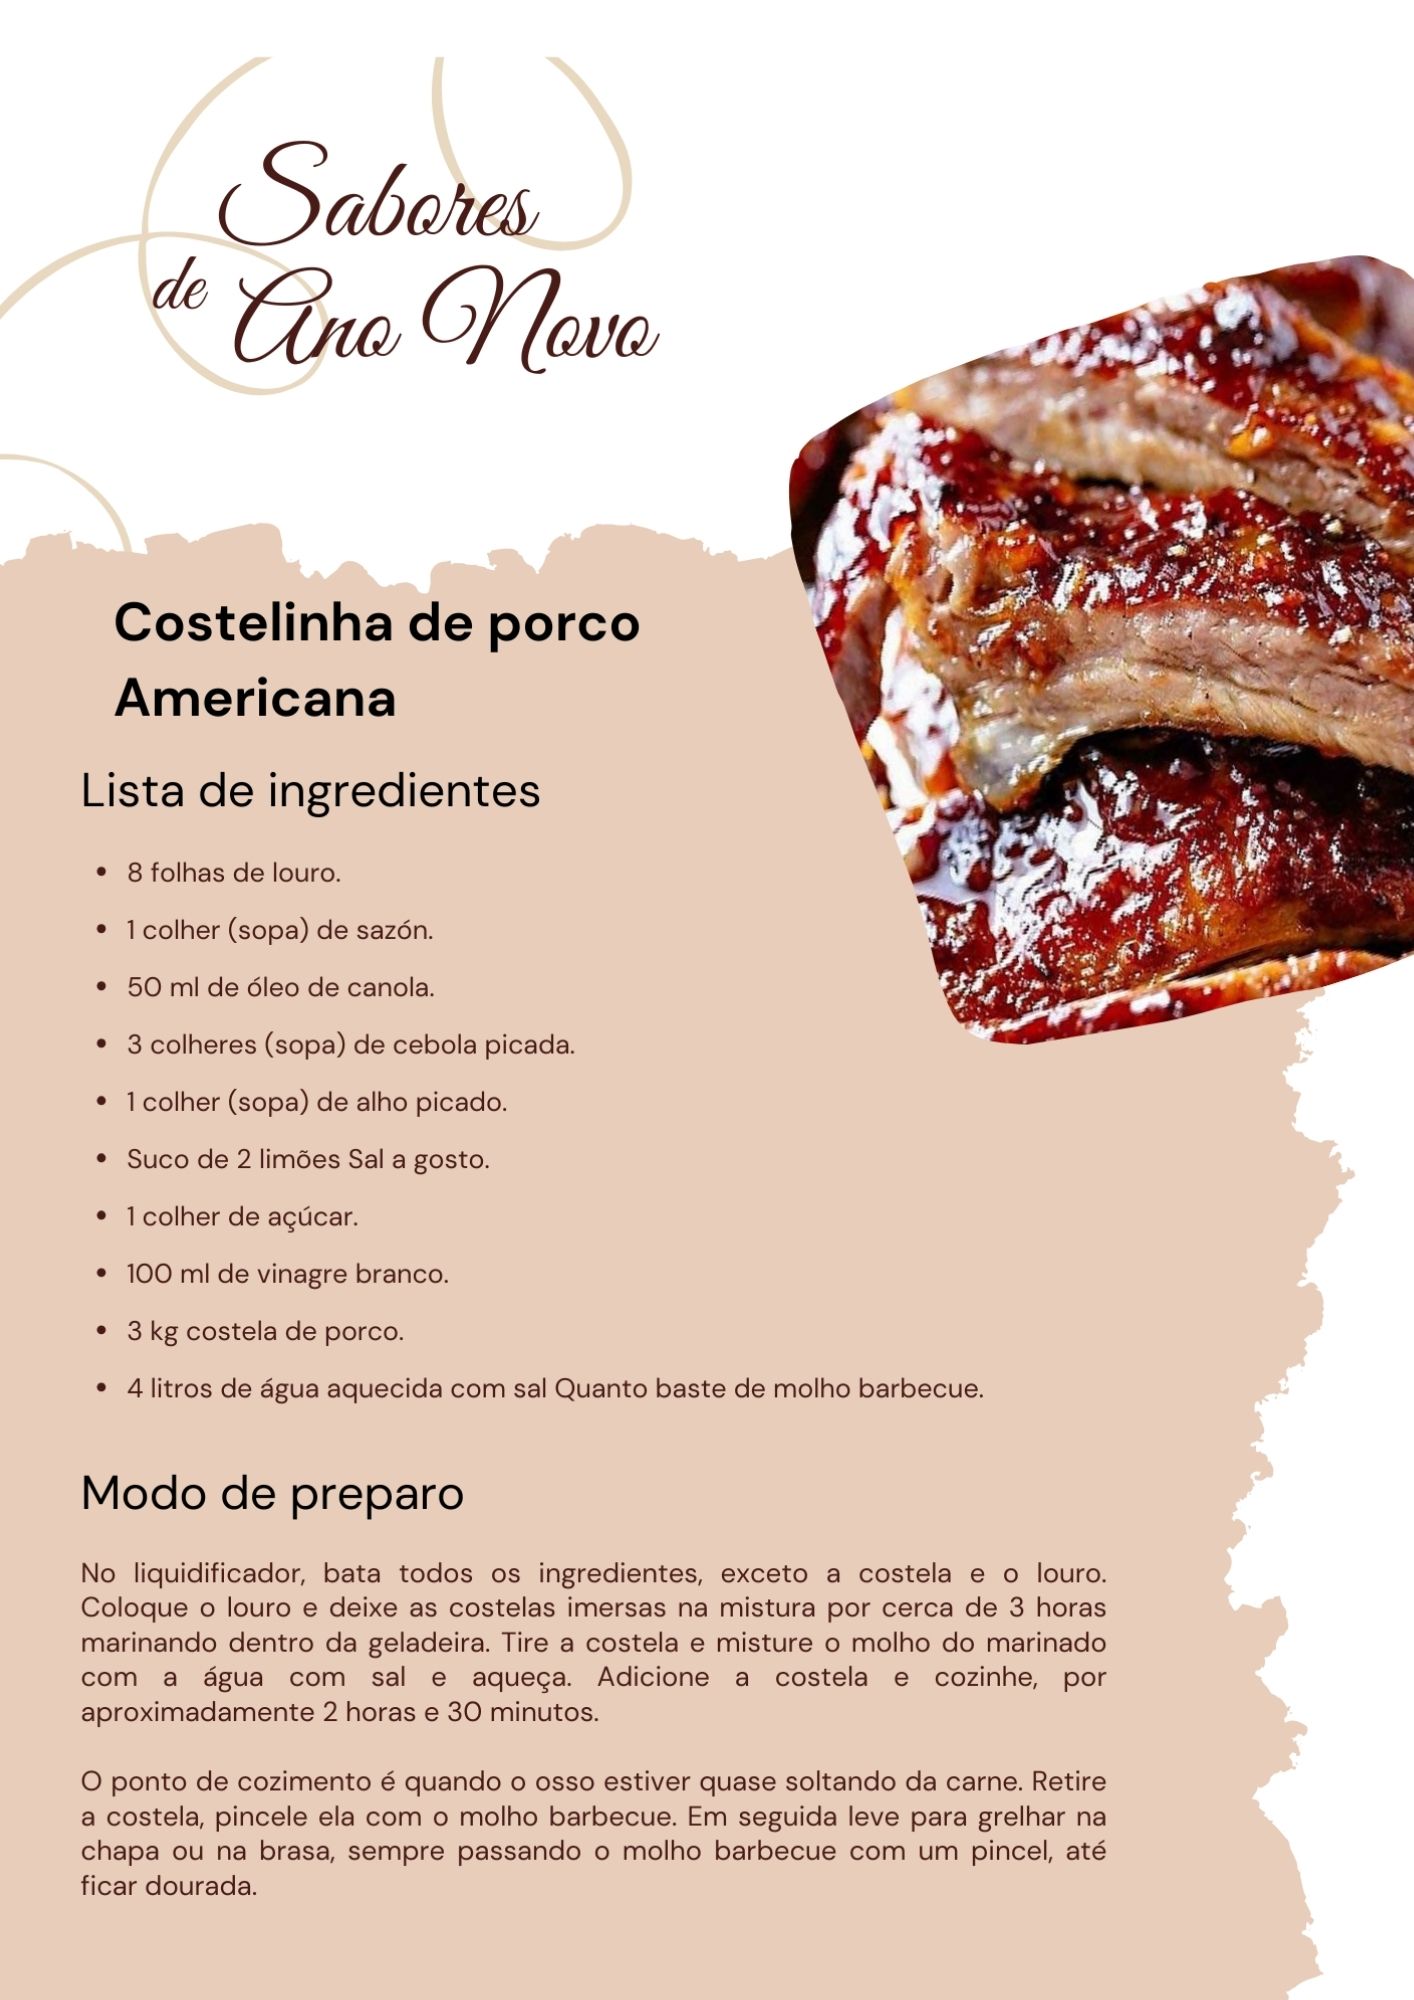 Sabores
de Ano Novo
Costelinha de porco
Americana
Lista de ingredientes
• 8 folhas de louro.
• 1 colher (sopa) de sazón.
• 50 ml de óleo de canola.
• 3 colheres (sopa) de cebola picada.
• 1 colher (sopa) de alho picado.
• Suco de 2 limões Sal a gosto.
• 1 colher de açúcar.
• 100 ml de vinagre branco.
• 3 kg costela de porco.
• 4 litros de água aquecida com sal Quanto baste de molho barbecue.
Modo de preparo
No liquidificador, bata todos os ingredientes, exceto a costela e o louro.
Coloque o louro e deixe as costelas imersas na mistura por cerca de 3 horas
marinando dentro da geladeira. Tire a costela e misture o molho do marinado
com a água com sal e aqueça. Adicione a costela e cozinhe, por
aproximadamente 2 horas e 30 minutos.
O ponto de cozimento é quando o osso estiver quase soltando da carne. Retire
a costela, pincele ela com o molho barbecue. Em seguida leve para grelhar na
chapa ou na brasa, sempre passando o molho barbecue com um pincel, até
ficar dourada.